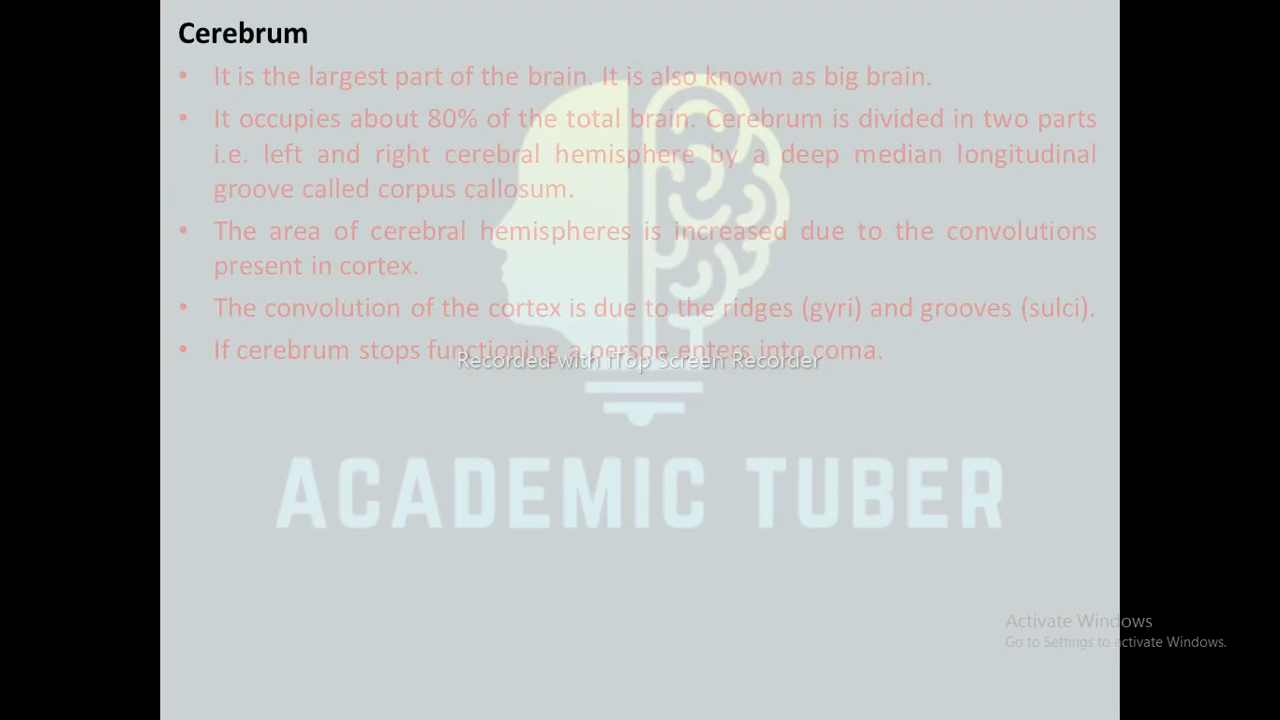 Cerebrum
• It is the largest part of the brain. It is also known as big brain.
• It occupies about 80% of the total brain. Cerebrum is divided in two parts
i.e. left and right cerebral hemisphere by a deep median longitudinal
groove called corpus callosum.
• The area of cerebral hemispheres is increased due to the convolutions
present in cortex.
• The convolution of the cortex is due to the ridges (gyri) and grooves (sulci).
• If cerebrum stops functioning a person enters into coma.
Recorded with iTop Screen Recorder
ACADEMIC TUBER
Activate Windows
Go to Settings to activate Windows.